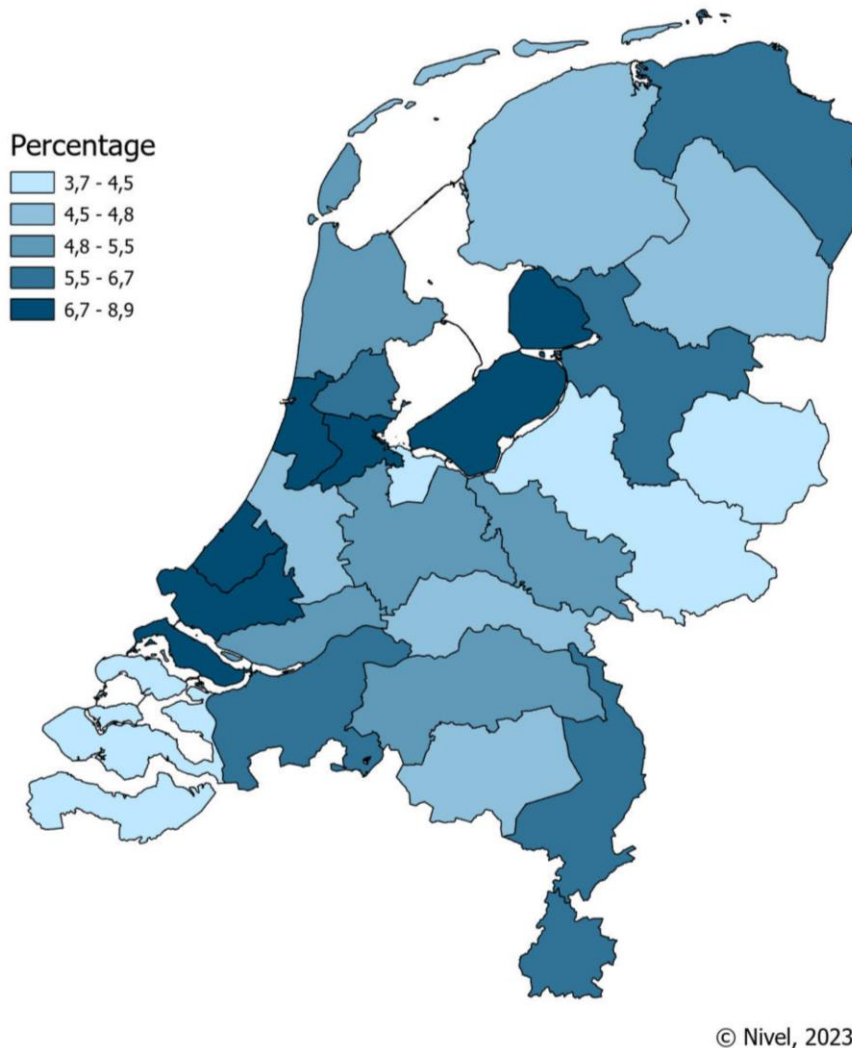 Percentage
3,7 - 4,5
4,5 - 4,8
4,8 - 5,5
5,5 - 6,7
6,7 - 8,9
© Nivel, 2023